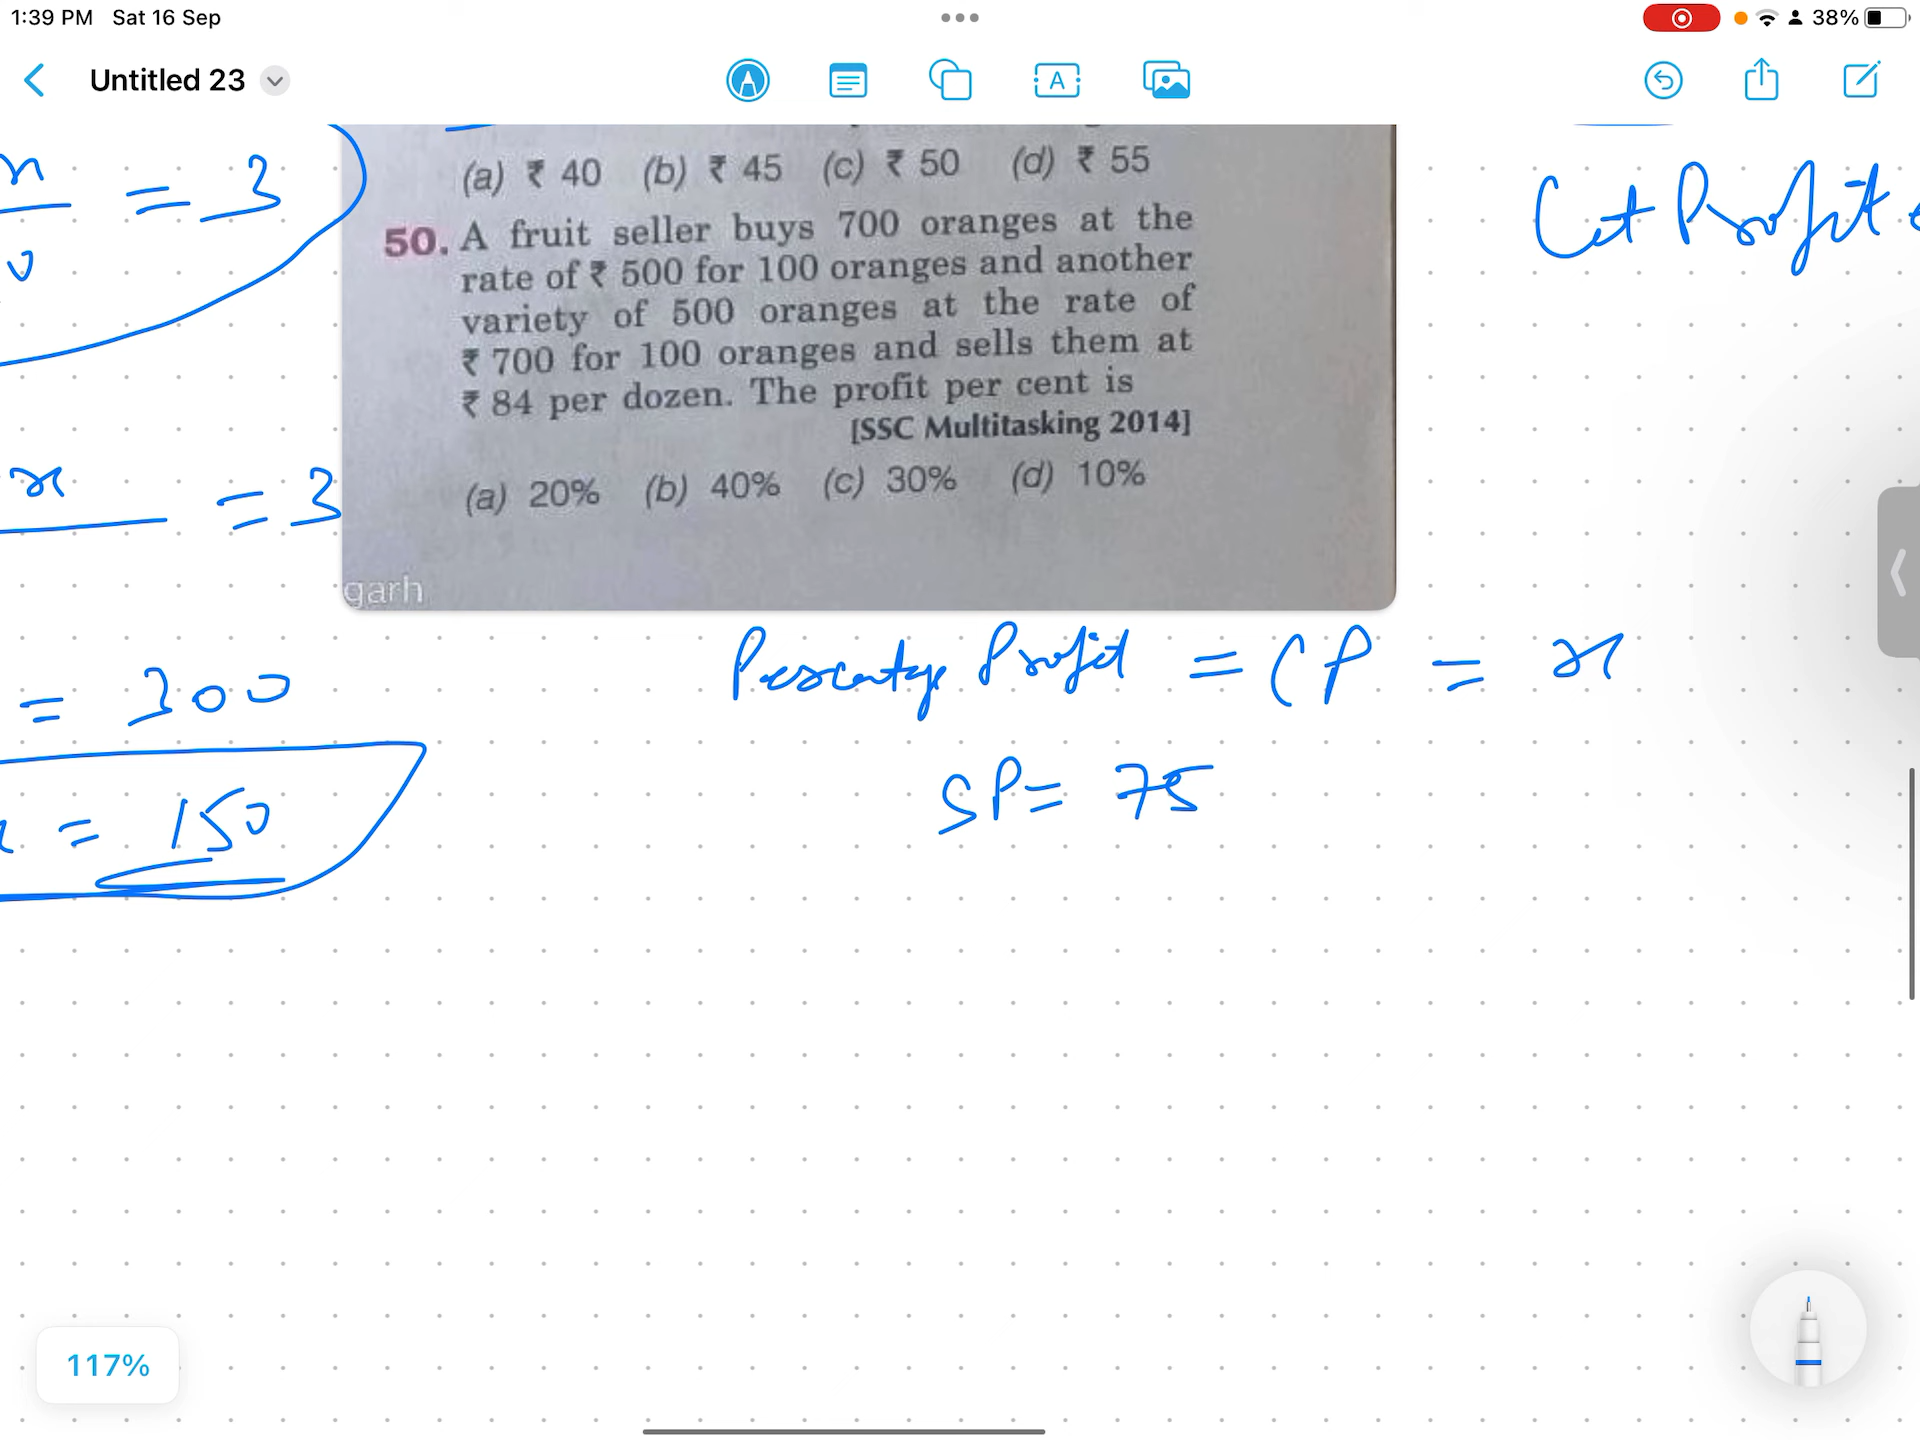 1:39 PM Sat 16 Sep
38%
Untitled 23
A
= 3
(a) ₹ 40 (b) ₹ 45 (c) ₹ 50 (d) ₹ 55
50. A fruit seller buys 700 oranges at the
rate of ₹ 500 for 100 oranges and another
variety of 500 oranges at the rate of
₹ 700 for 100 oranges and sells them at
₹ 84 per dozen. The profit per cent is
[SSC Multitasking 2014]
(a) 20% (b) 40% (c) 30% (d) 10%
garh
Let Profit
x = 3
= 300
= 150
Percentage Profit = CP = x
SP = 75
117%